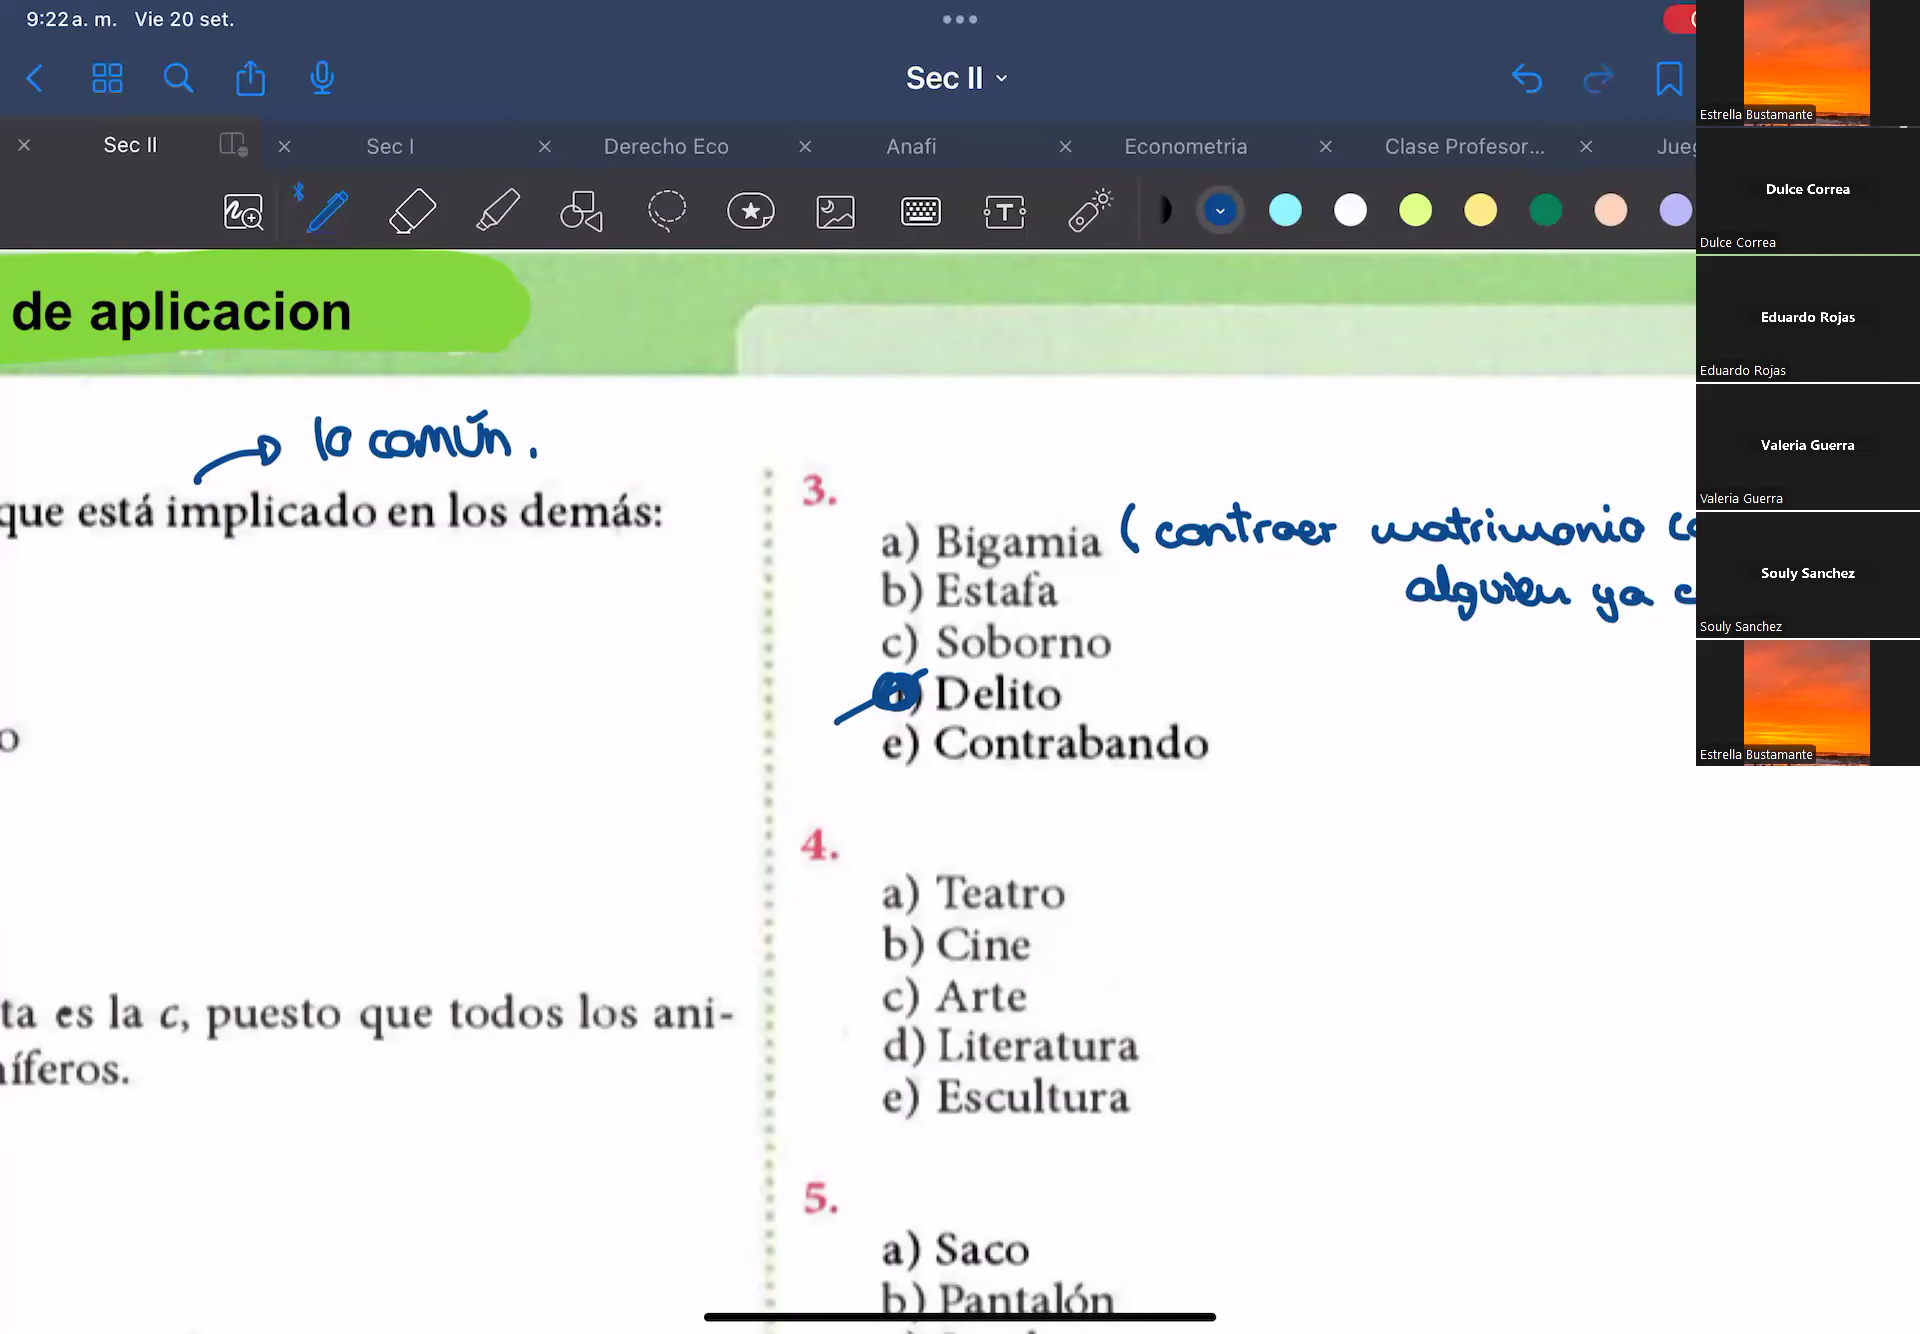 9:22 a. m. Vie 20 set.
Sec II
Sec II
Sec I
Derecho Eco
Anafi
Econometria
Clase Profesor...
de aplicacion
lo común.
que está implicado en los demás:
o
ta es la c, puesto que todos los ani-
íferos.
3.
a) Bigamia (contraer matrimonio
alguien ya
b) Estafa
c) Soborno
) Delito
e) Contrabando
4.
a) Teatro
b) Cine
c) Arte
d) Literatura
e) Escultura
5.
a) Saco
b) Pantalón
Estrella Bustamante
Dulce Correa
Dulce Correa
Eduardo Rojas
Eduardo Rojas
Valeria Guerra
Valeria Guerra
Souly Sanchez
Souly Sanchez
Estrella Bustamante